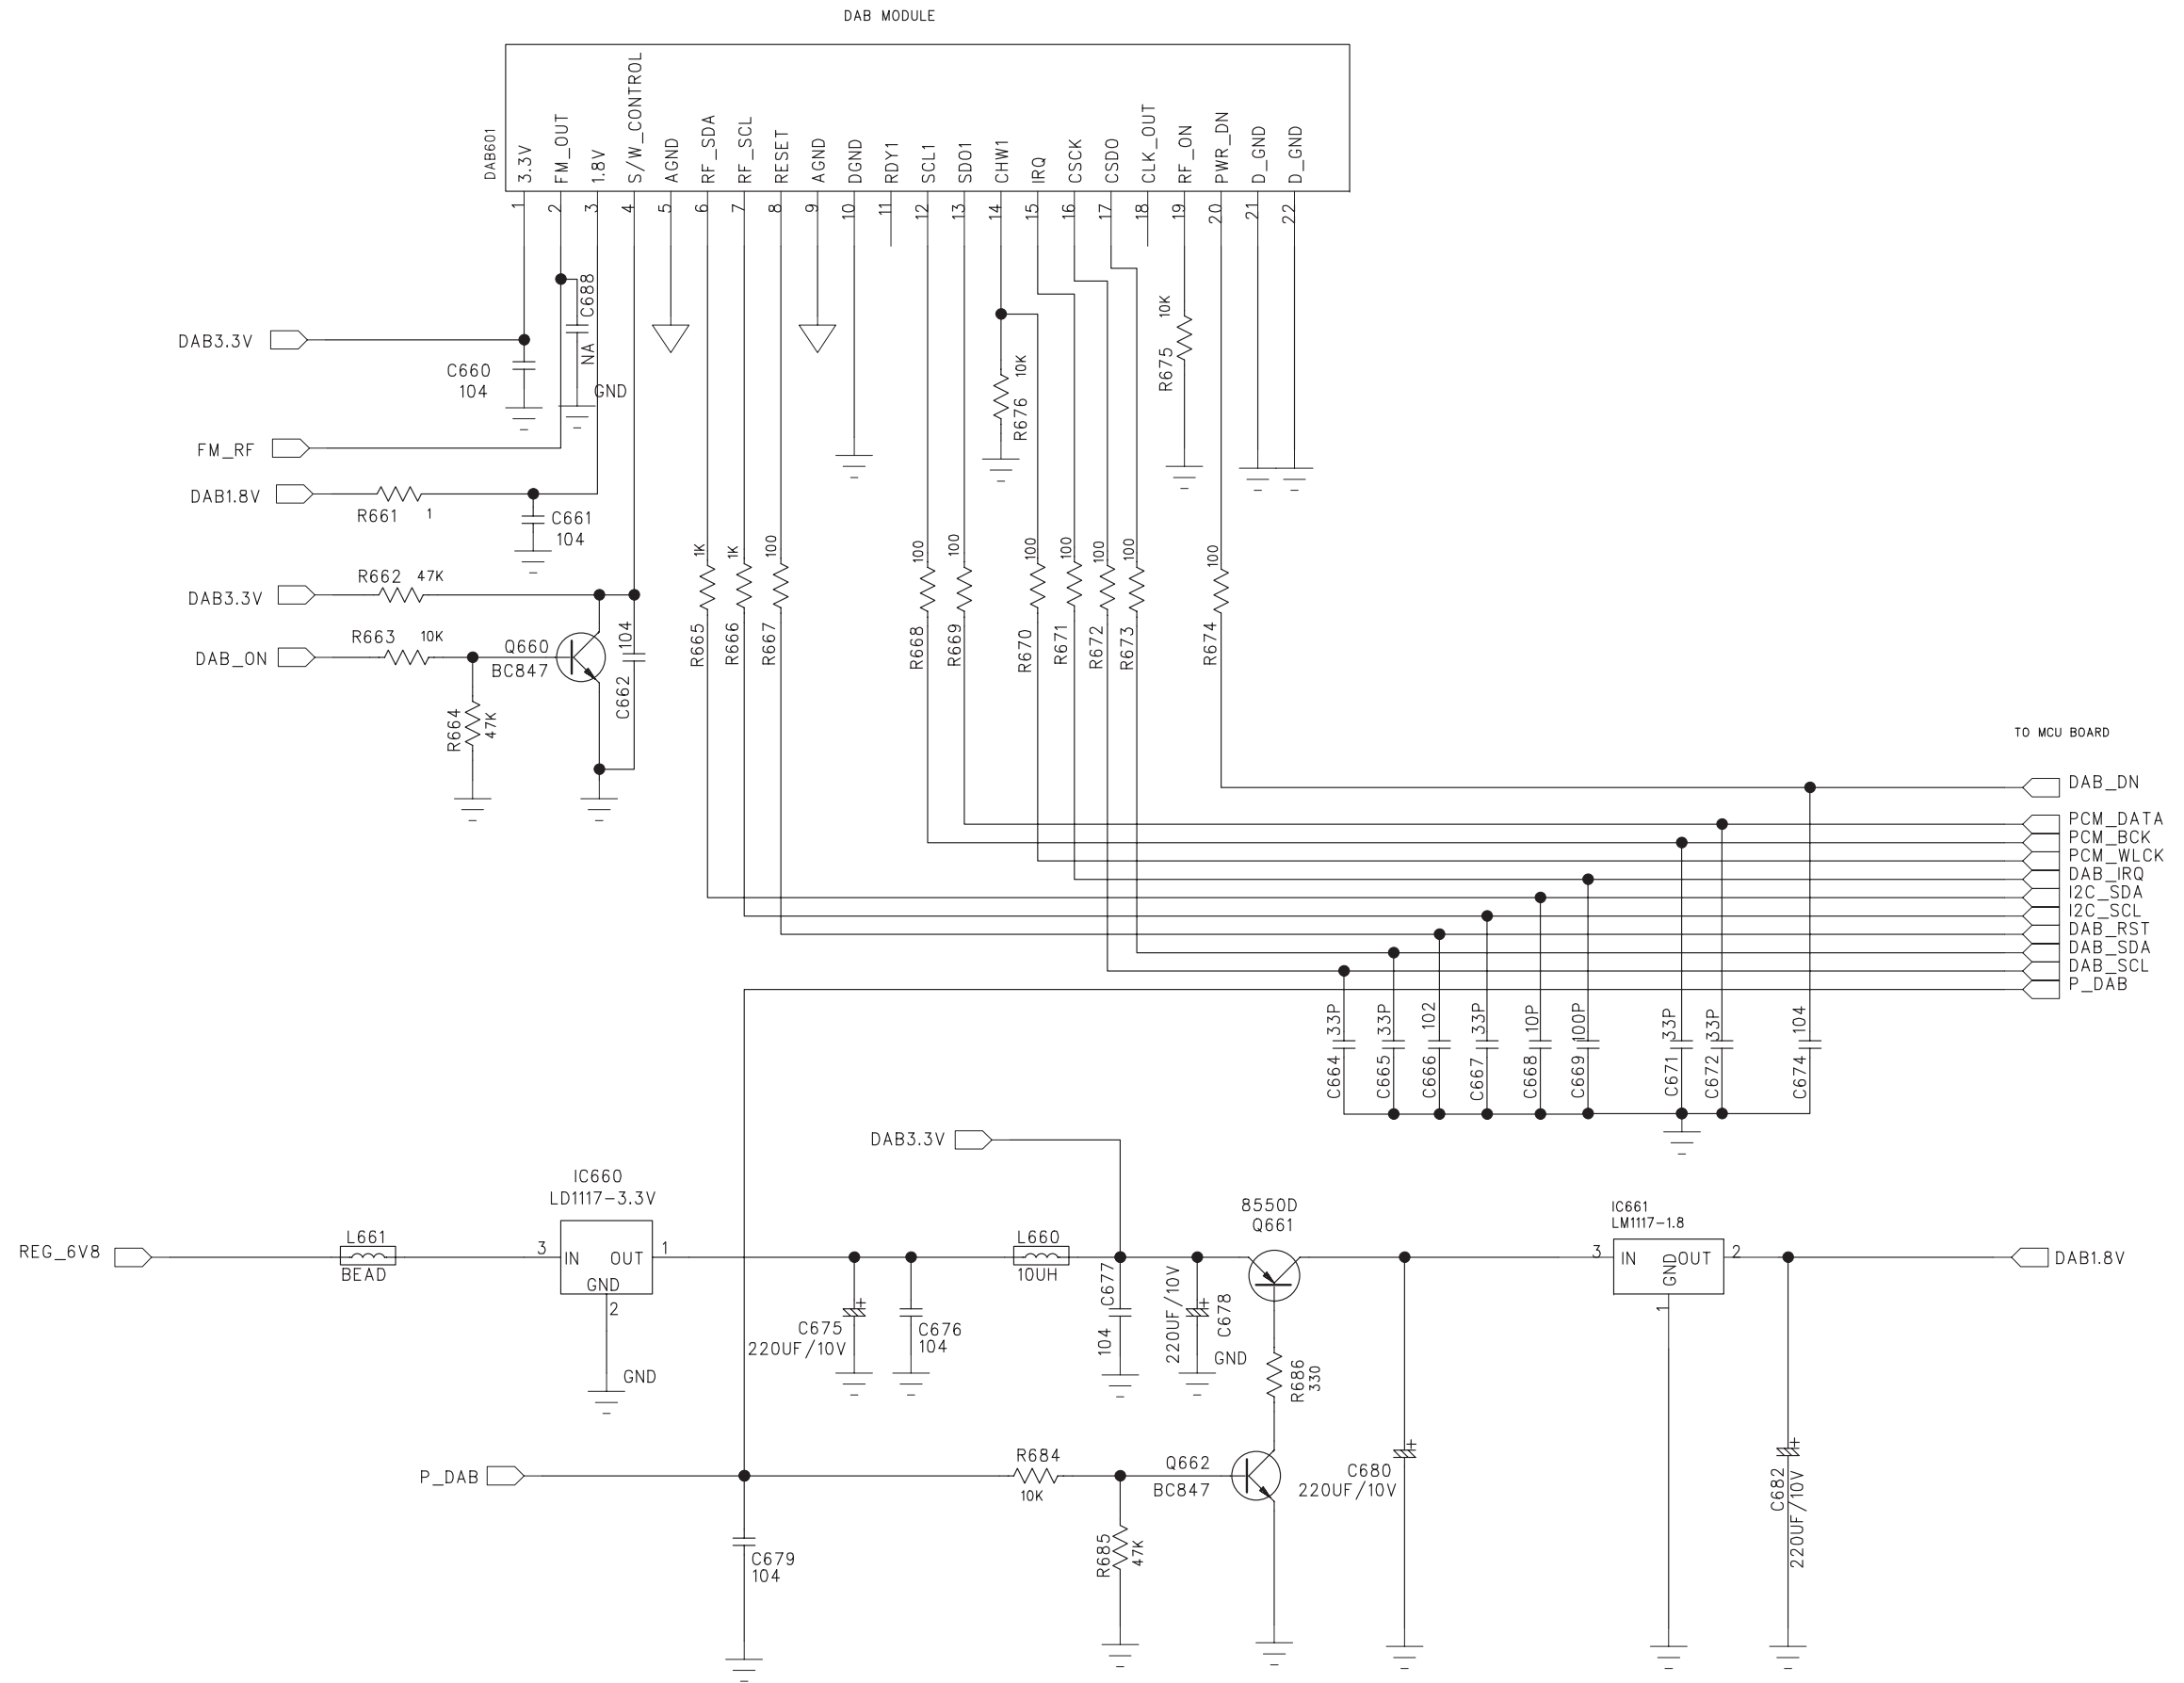 DAB MODULE
DAB601
3.3V
FM_OUT
1.8V
S/W_CONTROL
AGND
RF_SDA
RF_SCL
RESET
AGND
DGND
RDY1
SCL1
SDO1
CHW1
IRQ
CSCK
CSDO
CLK_OUT
RF_ON
PWR_DN
D_GND
D_GND
1
2
3
4
5
6
7
8
9
10
11
12
13
14
15
16
17
18
19
20
21
22
C688
NA
GND
DAB3.3V
C660
104
10K
R675
10K
R676
FM_RF
DAB1.8V
R661
1
C661
104
DAB3.3V
R662
47K
DAB_ON
R663
10K
Q660
BC847
104
C662
R664
47K
1K
R665
1K
R666
100
R667
100
R668
100
R669
100
R670
100
R671
100
R672
100
R673
100
R674
TO MCU BOARD
DAB_DN
PCM_DATA
PCM_BCK
PCM_WLCK
DAB_IRQ
I2C_SDA
I2C_SCL
DAB_RST
DAB_SDA
DAB_SCL
P_DAB
33P
C664
33P
C665
102
C666
33P
C667
10P
C668
100P
C669
33P
C671
33P
C672
104
C674
DAB3.3V
IC660
LD1117-3.3V
REG_6V8
L661
BEAD
3
IN
OUT
GND
1
2
GND
C675
220UF/10V
C676
104
L660
10UH
C677
104
220UF/10V
C678
GND
8550D
Q661
R686
330
IC661
LM1117-1.8
3
IN
GND
OUT
2
1
DAB1.8V
P_DAB
R684
10K
Q662
BC847
C680
220UF/10V
C682
220UF/10V
R685
47K
C679
104